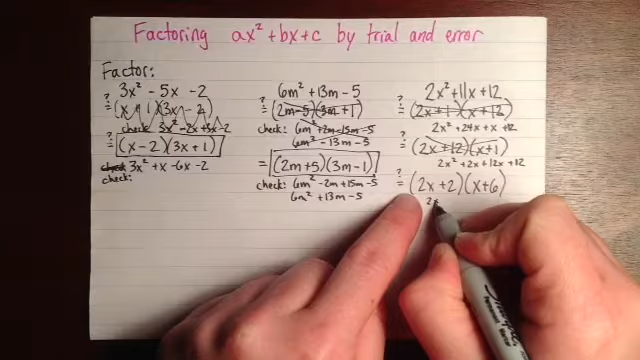 Factoring ax² + bx + c by trial and error
Factor:
3x² - 5x - 2
?= (x + 1)(3x - 2)
check: 3x² - 2x + 3x - 2
?= (x - 2)(3x + 1)
check 3x² + x - 6x - 2
check:
6m² + 13m - 5
?= (2m - 5)(3m + 1)
check: 6m² + 2m - 15m - 5
6m² - 13m - 5
= (2m + 5)(3m - 1)
check: 6m² - 2m + 15m - 5
6m² + 13m - 5
2x² + 11x + 12
?= (2x + 1)(x + 12)
2x² + 24x + x + 12
?= (2x + 12)(x + 1)
2x² + 2x + 12x + 12
?= (2x + 2)(x + 6)
2x